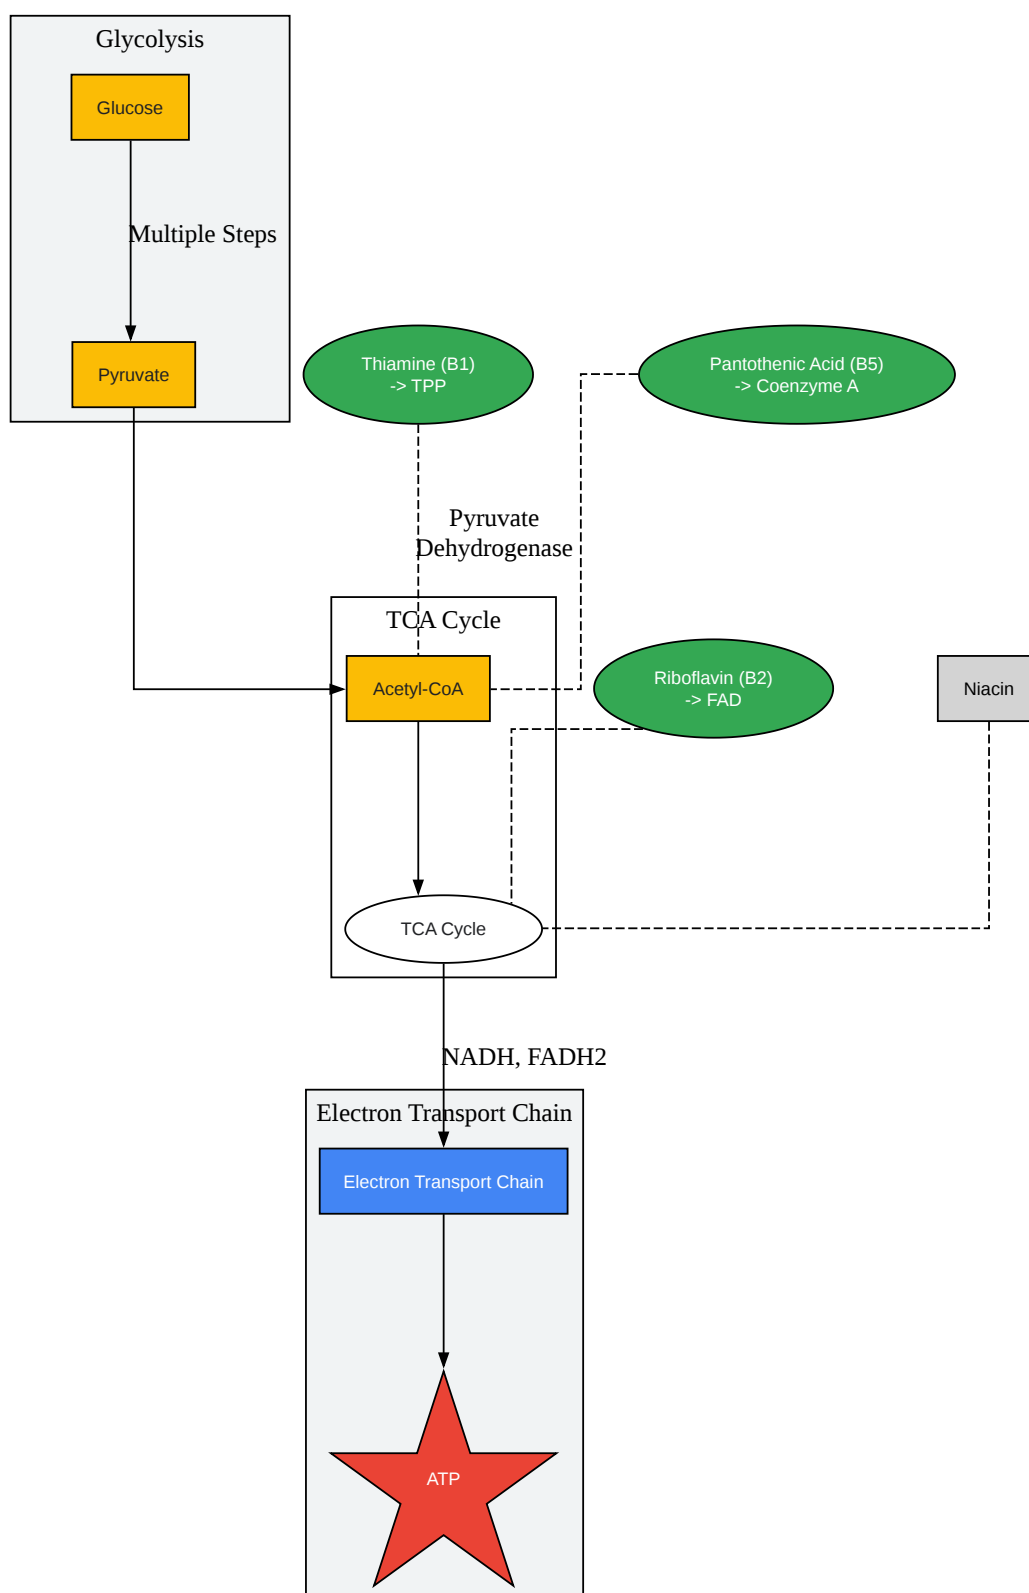 Glycolysis
Glucose
Multiple Steps
Pyruvate
Thiamine (B1)
-> TPP
Pantothenic Acid (B5)
-> Coenzyme A
Pyruvate
Dehydrogenase
TCA Cycle
Acetyl-CoA
Riboflavin (B2)
-> FAD
Niacin
TCA Cycle
NADH, FADH2
Electron Transport Chain
Electron Transport Chain
ATP